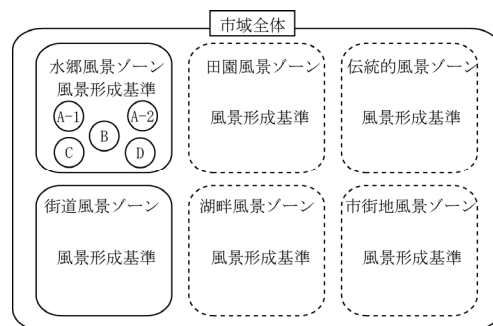 市域全体
水郷風景ゾーン
風景形成基準
A-1
A-2
B
C
D
田園風景ゾーン
風景形成基準
伝統的風景ゾーン
風景形成基準
街道風景ゾーン
風景形成基準
湖畔風景ゾーン
風景形成基準
市街地風景ゾーン
風景形成基準